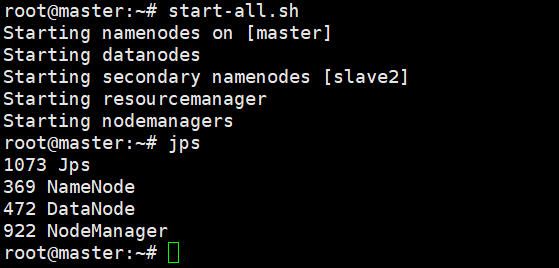 root@master:~# start-all.sh
Starting namenodes on [master]
Starting datanodes
Starting secondary namenodes [slave2]
Starting resourcemanager
Starting nodemanagers
root@master:~# jps
1073 Jps
369 NameNode
472 DataNode
922 NodeManager
root@master:~#